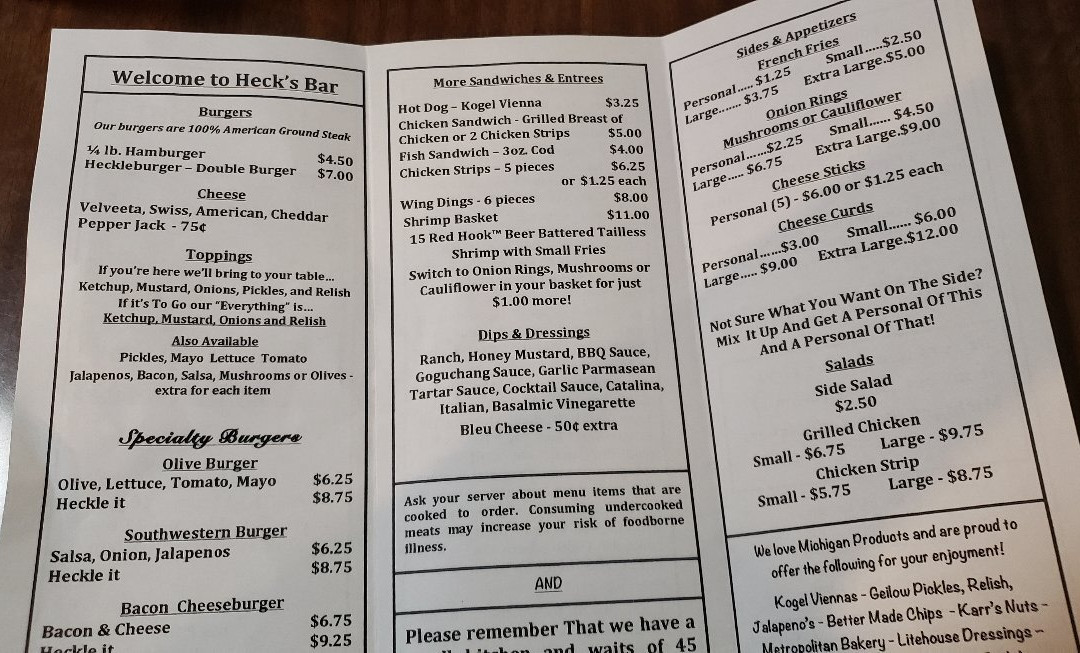 Welcome to Heck's Bar
Burgers
Our burgers are 100% American Ground Steak
¼ lb. Hamburger $4.50
Heckleburger – Double Burger $7.00
Cheese
Velveeta, Swiss, American, Cheddar
Pepper Jack - 75¢
Toppings
If you're here we'll bring to your table...
Ketchup, Mustard, Onions, Pickles, and Relish
If it's To Go our "Everything" is...
Ketchup, Mustard, Onions and Relish
Also Available
Pickles, Mayo Lettuce Tomato
Jalapenos, Bacon, Salsa, Mushrooms or Olives -
extra for each item
Specialty Burgers
Olive Burger
Olive, Lettuce, Tomato, Mayo $6.25
Heckle it $8.75
Southwestern Burger
Salsa, Onion, Jalapenos $6.25
Heckle it $8.75
Bacon Cheeseburger
Bacon & Cheese $6.75
Heckle it $9.25
More Sandwiches & Entrees
Hot Dog – Kogel Vienna $3.25
Chicken Sandwich - Grilled Breast of
Chicken or 2 Chicken Strips $5.00
Fish Sandwich – 3oz. Cod $4.00
Chicken Strips – 5 pieces $6.25
or $1.25 each
Wing Dings - 6 pieces $8.00
Shrimp Basket $11.00
15 Red Hook™ Beer Battered Tailless
Shrimp with Small Fries
Switch to Onion Rings, Mushrooms or
Cauliflower in your basket for just
$1.00 more!
Dips & Dressings
Ranch, Honey Mustard, BBQ Sauce,
Goguchang Sauce, Garlic Parmasean
Tartar Sauce, Cocktail Sauce, Catalina,
Italian, Basalmic Vinegarette
Bleu Cheese - 50¢ extra
Ask your server about menu items that are
cooked to order. Consuming undercooked
meats may increase your risk of foodborne
illness.
AND
Please remember That we have a
kitchen and waits of 45
Sides & Appetizers
French Fries
Personal..... $1.25 Small.....$2.50
Large....... $3.75 Extra Large.$5.00
Onion Rings
Mushrooms or Cauliflower
Personal......$2.25 Small...... $4.50
Large..... $6.75 Extra Large.$9.00
Cheese Sticks
Personal (5) - $6.00 or $1.25 each
Cheese Curds
Personal......$3.00 Small...... $6.00
Large..... $9.00 Extra Large.$12.00
Not Sure What You Want On The Side?
Mix It Up And Get A Personal Of This
And A Personal Of That!
Salads
Side Salad
$2.50
Grilled Chicken
Small - $6.75 Large - $9.75
Chicken Strip
Small - $5.75 Large - $8.75
We love Michigan Products and are proud to
offer the following for your enjoyment!
Kogel Viennas - Geilow Pickles, Relish,
Jalapeno's - Better Made Chips - Karr's Nuts -
Metropolitan Bakery - Litehouse Dressings -